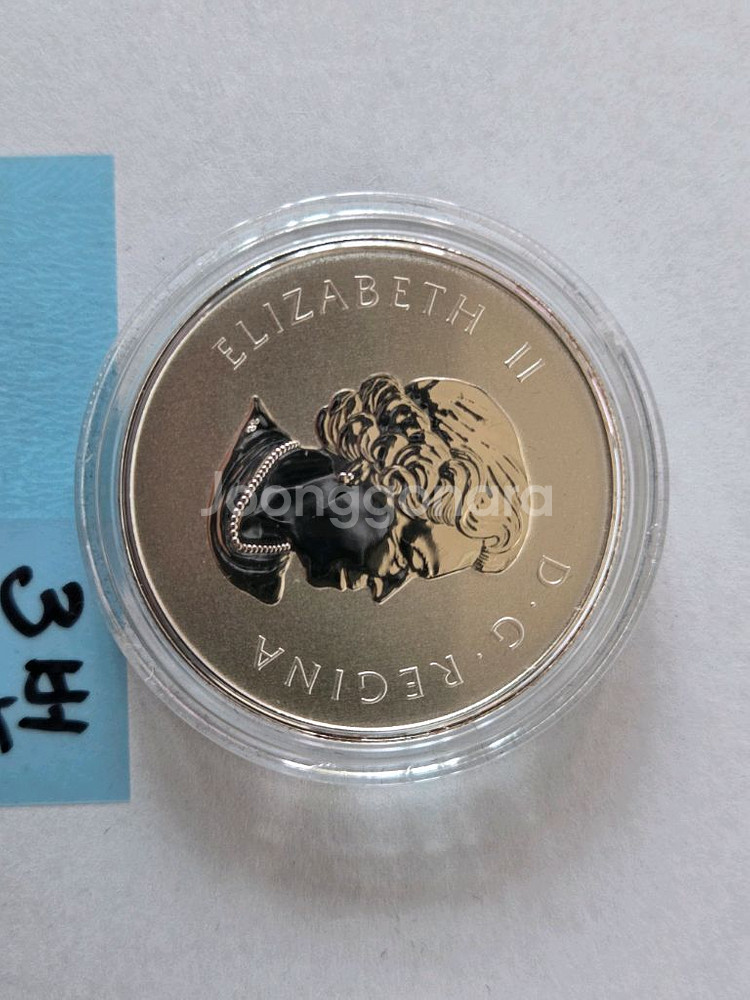 ELIZABETH II
D·G·REGINA
Joonggonara
3번